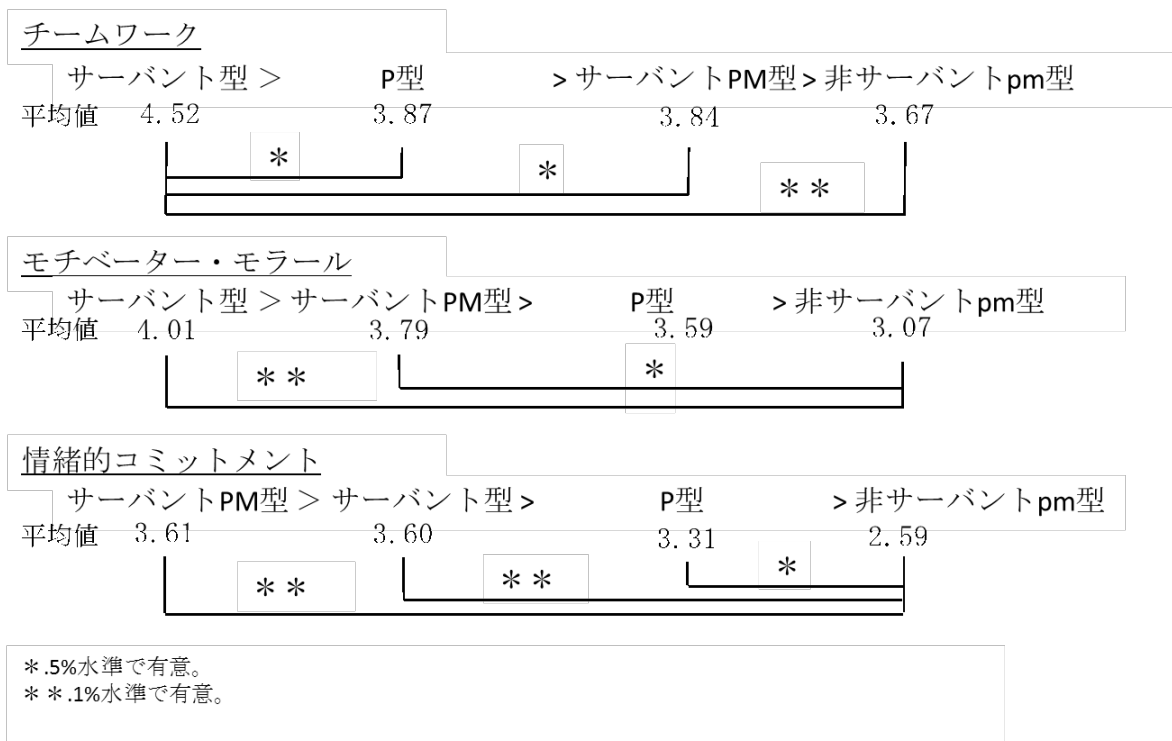 チームワーク
サーバント型 > P型 > サーバントPM型 > 非サーバントpm型
平均値 4.52 3.87 3.84 3.67
* * **
モチベーター・モラール
サーバント型 > サーバントPM型 > P型 > 非サーバントpm型
平均値 4.01 3.79 3.59 3.07
** *
情緒的コミットメント
サーバントPM型 > サーバント型 > P型 > 非サーバントpm型
平均値 3.61 3.60 3.31 2.59
** ** *
*.5%水準で有意。
**.1%水準で有意。